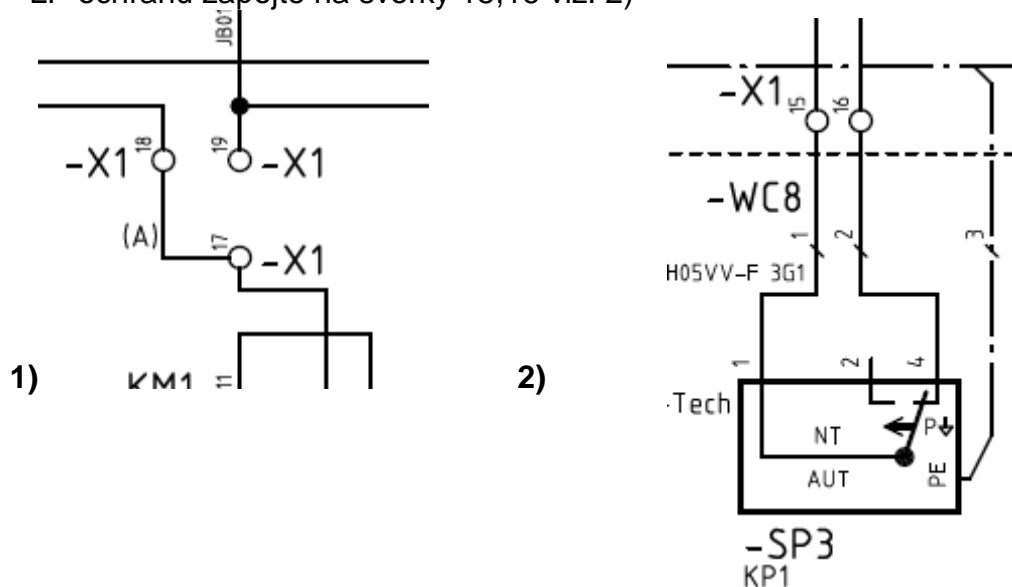 LP ochranu zapojte na svorky 15,16 viz. 2)
JB01
-X1 18
19 -X1
(A)
17 -X1
1)
KM1 11
-X1 15 16
-WC8
1 2 3
H05VV-F 3G1
2)
1 2 4
-Tech
NT P
AUT PE
-SP3
KP1